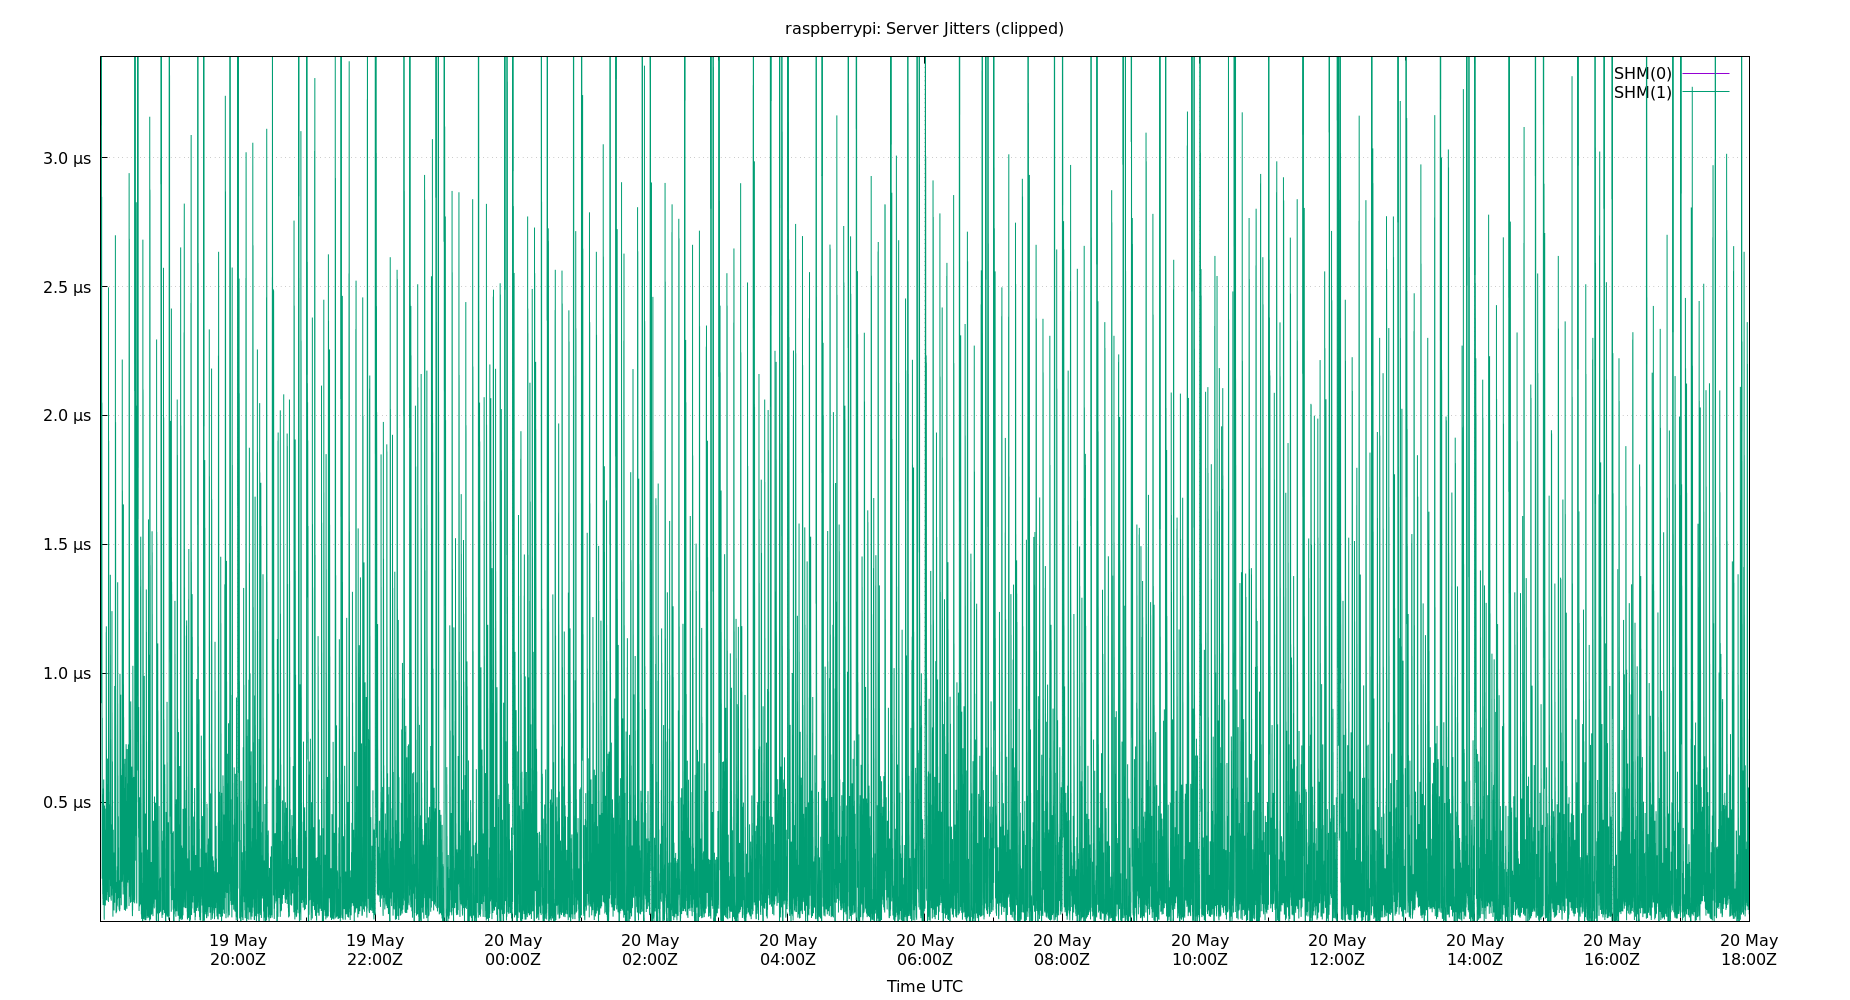 raspberrypi: Server Jitters (clipped)
SHM(0)
SHM(1)
3.0 µs
2.5 µs
2.0 µs
1.5 µs
1.0 µs
0.5 µs
19 May 19 May 20 May 20 May 20 May 20 May 20 May 20 May 20 May 20 May 20 May 20 May
20:00Z 22:00Z 00:00Z 02:00Z 04:00Z 06:00Z 08:00Z 10:00Z 12:00Z 14:00Z 16:00Z 18:00Z
Time UTC